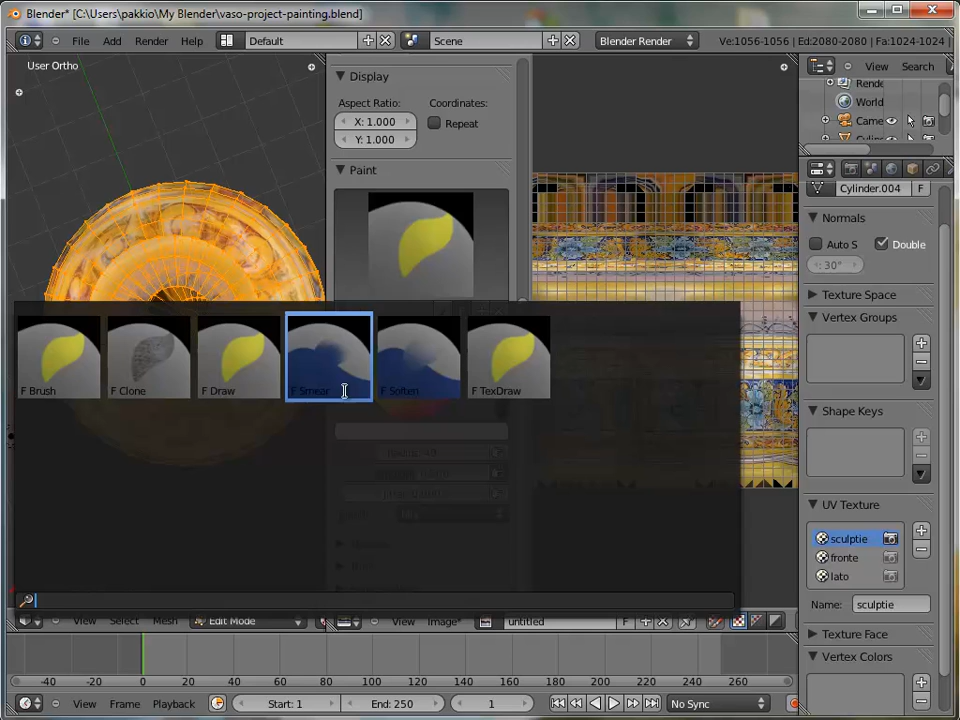 Blender* [C:\Users\pakkio\My Blender\vaso-project-painting.blend]
File Add Render Help Default Scene Blender Render Ve:1056-1056 | Ed:2080-2080 | Fa:1024-1024 |
User Ortho
View Search
Rende
World
Came
Display
Aspect Ratio: Coordinates:
X: 1.000 Repeat
Y: 1.000
Paint
Cylinder.004 F
Normals
Auto S Double
30°
Texture Space
Vertex Groups
Shape Keys
UV Texture
sculptie
fronte
lato
Name: sculptie
Texture Face
Vertex Colors
F Brush F Clone F Draw F Smear F Soften F TexDraw
View Select Mesh Edit Mode View Image* untitled F
-40 -20 0 20 40 60 80 100 120 140 160 180 200 220 240 260
View Frame Playback Start: 1 End: 250 1 No Sync